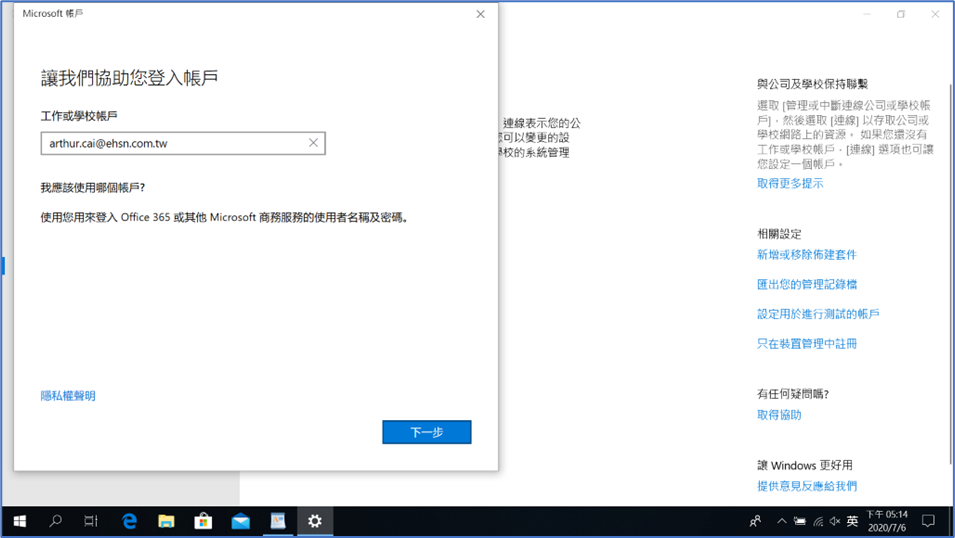 Microsoft 帳戶
讓我們協助您登入帳戶
工作或學校帳戶
arthur.cai@ehsn.com.tw
我應該使用哪個帳戶?
使用您用來登入 Office 365 或其他 Microsoft 商務服務的使用者名稱及密碼。
隱私權聲明
下一步
連線表示您的公
您可以變更的設
學校的系統管理
與公司及學校保持聯繫
選取 [管理或中斷連線公司或學校帳
戶]，然後選取 [連線] 以存取公司或
學校網路上的資源。 如果您還沒有
工作或學校帳戶，[連線] 選項也可讓
您設定一個帳戶。
取得更多提示
相關設定
新增或移除佈建套件
匯出您的管理記錄檔
設定用於進行測試的帳戶
只在裝置管理中註冊
有任何疑問嗎?
取得協助
讓 Windows 更好用
提供意見反應給我們
英
下午 05:14
2020/7/6